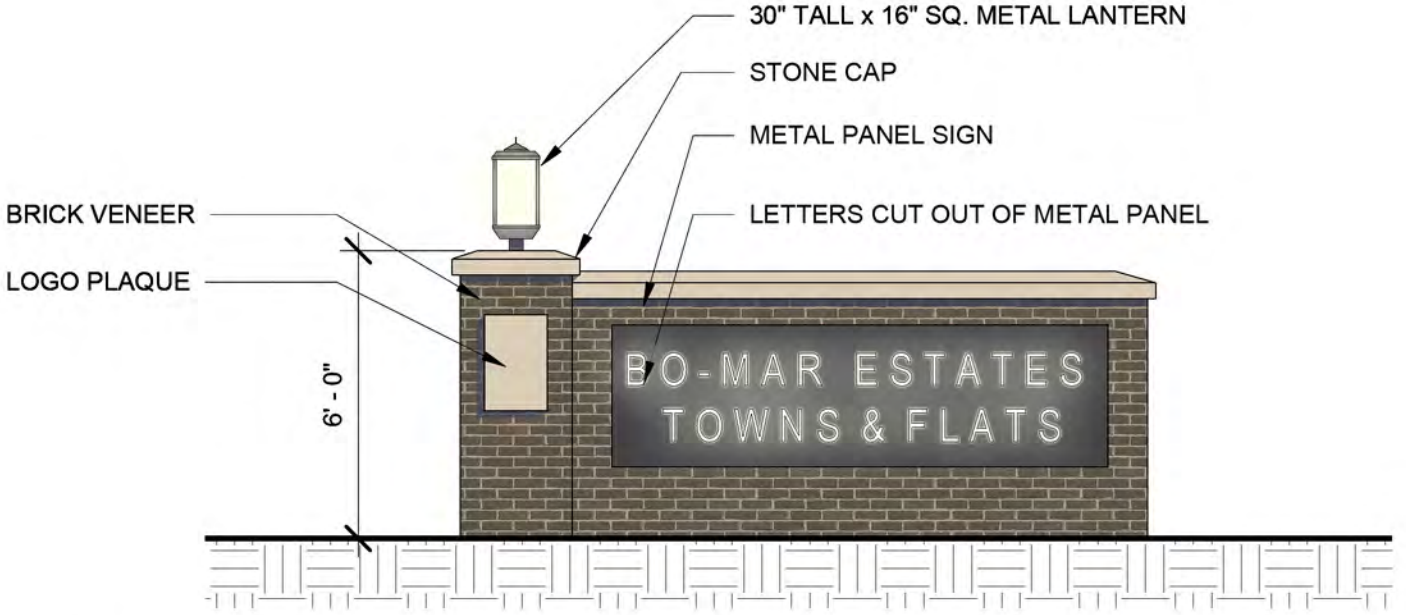 30" TALL x 16" SQ. METAL LANTERN
STONE CAP
METAL PANEL SIGN
BRICK VENEER
LETTERS CUT OUT OF METAL PANEL
LOGO PLAQUE
6' - 0"
BO-MAR ESTATES
TOWNS & FLATS